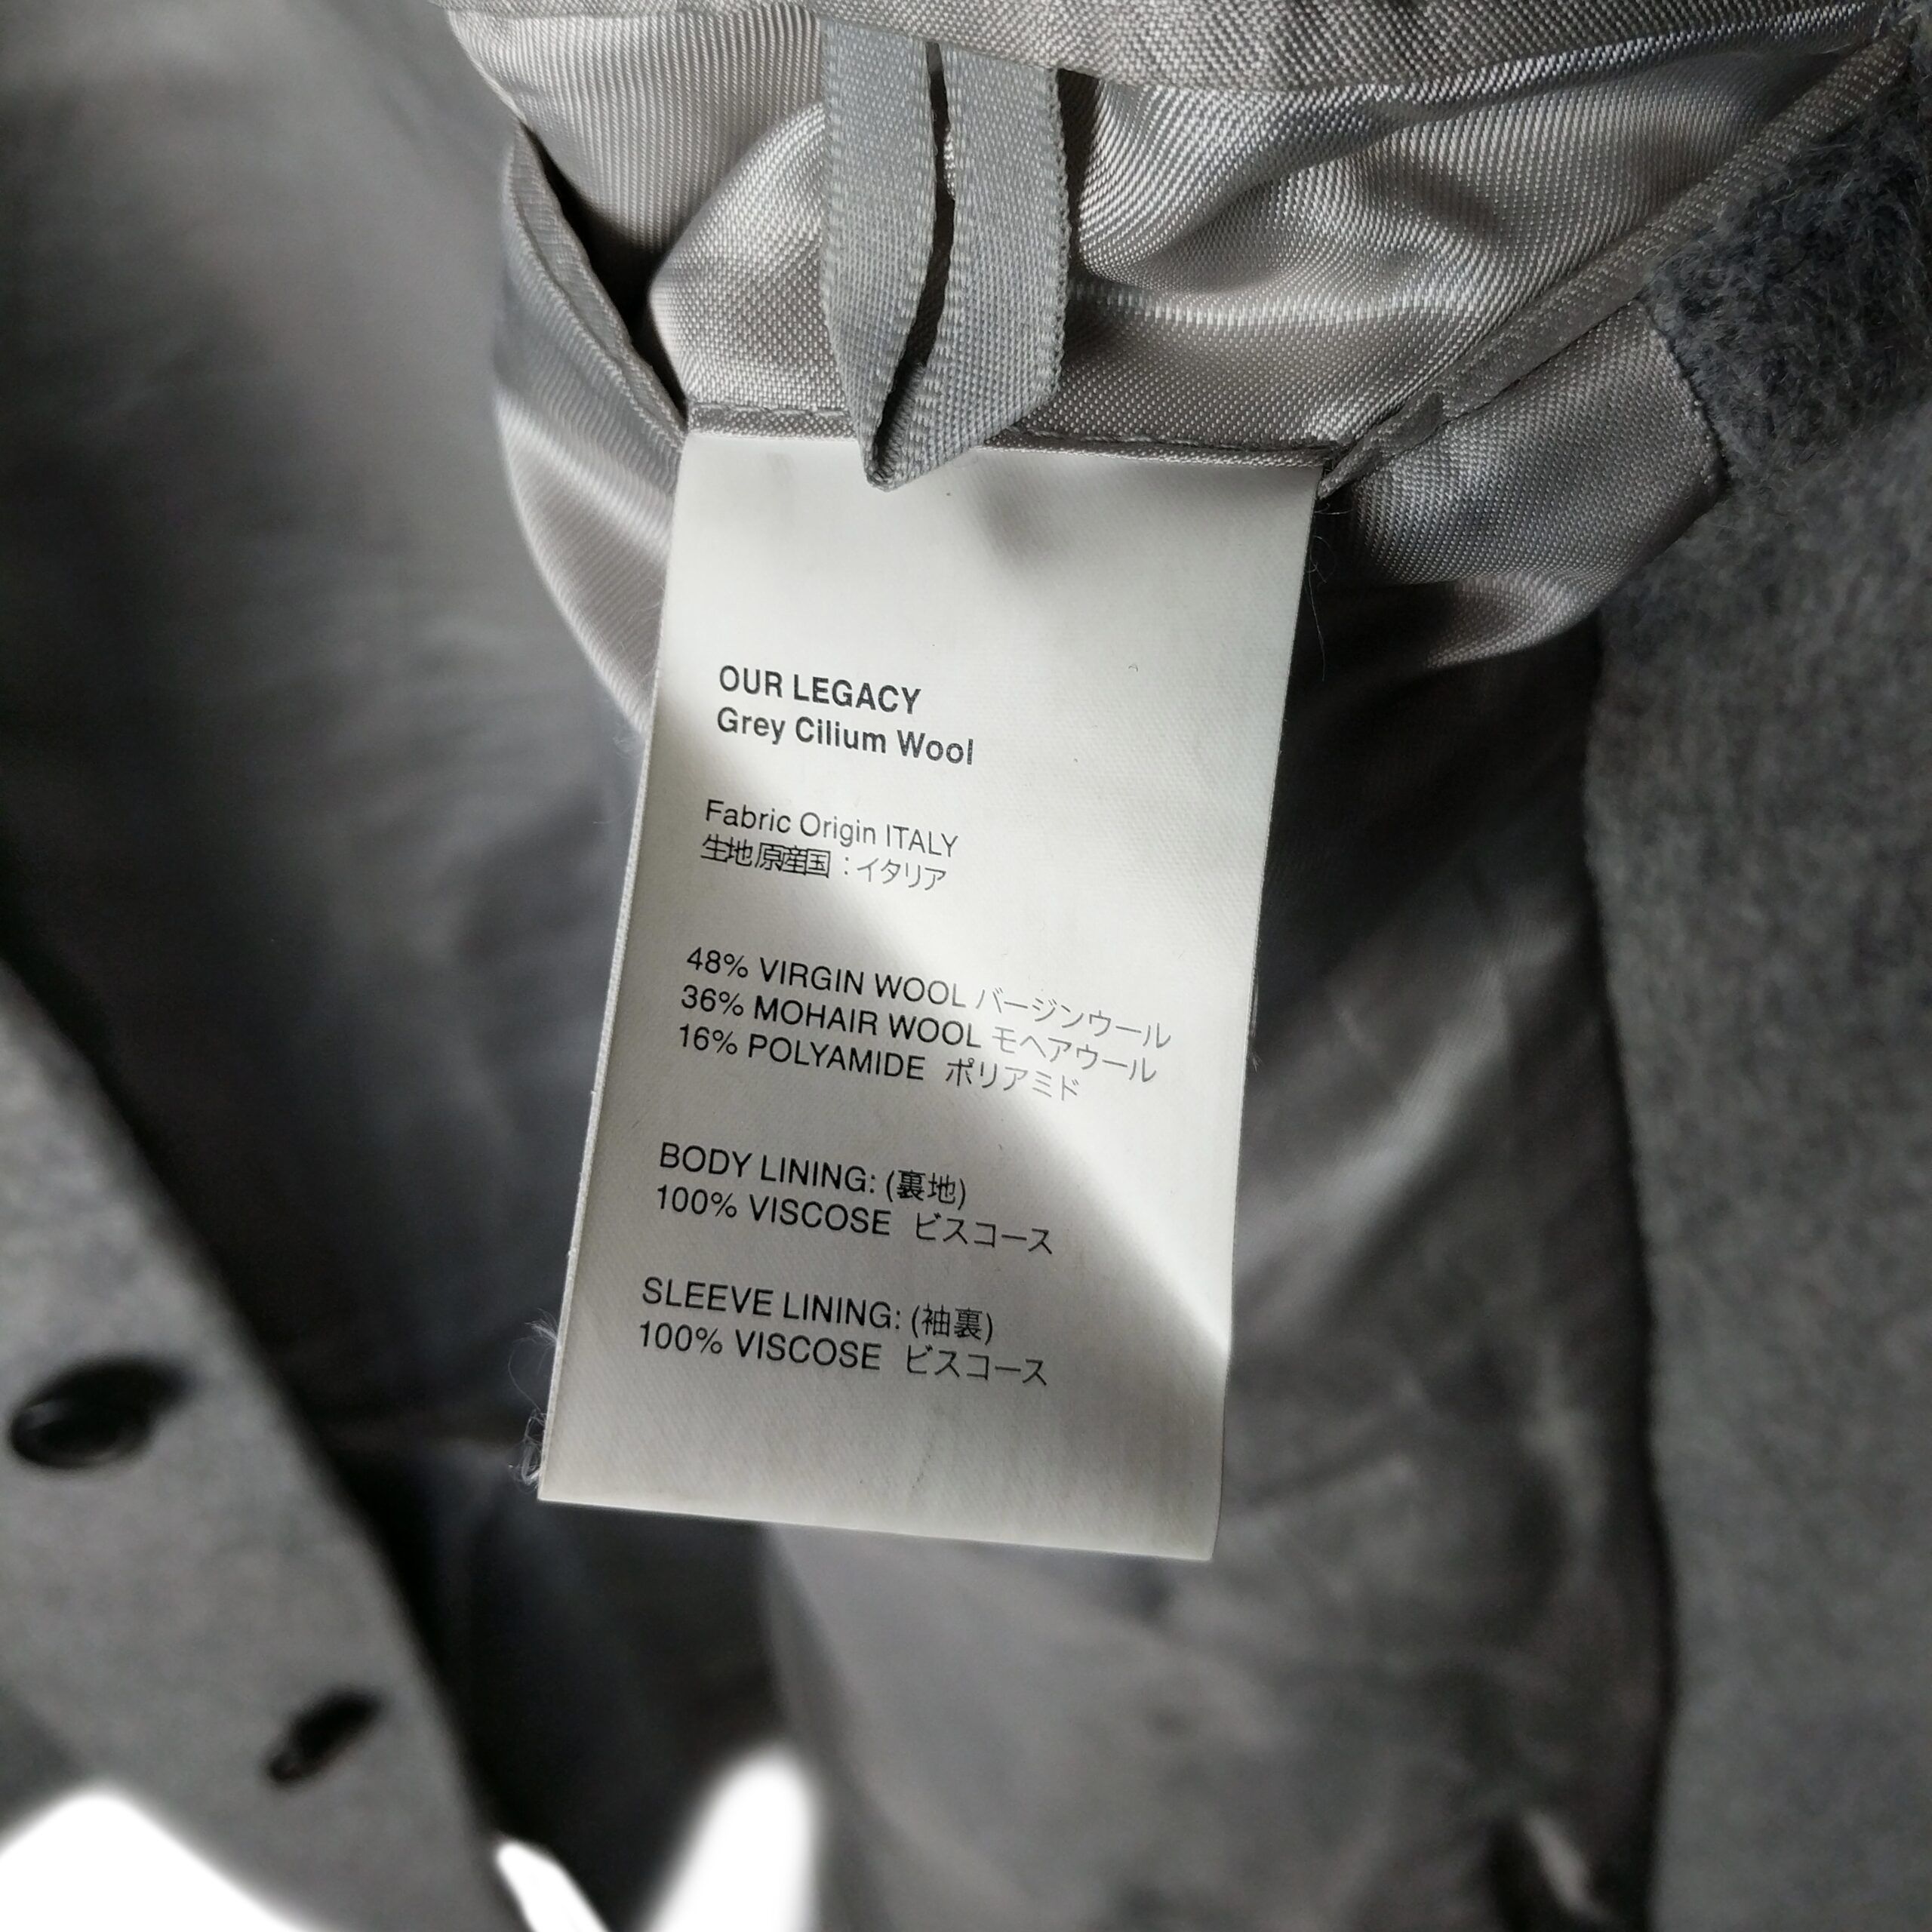 OUR LEGACY
Grey Cilium Wool
Fabric Origin ITALY
生地原産国：イタリア
48% VIRGIN WOOL バージンウール
36% MOHAIR WOOL モヘアウール
16% POLYAMIDE ポリアミド
BODY LINING: (裏地)
100% VISCOSE ビスコース
SLEEVE LINING: (袖裏)
100% VISCOSE ビスコース